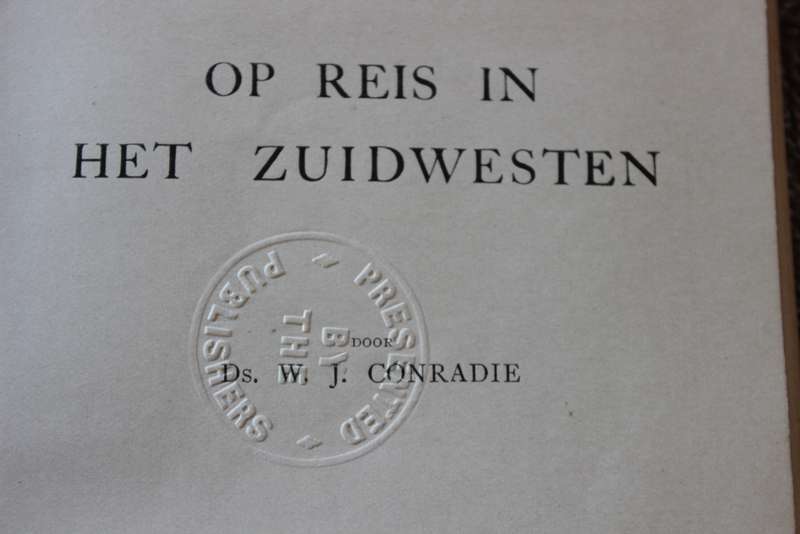 OP REIS IN
HET ZUIDWESTEN
DOOR
Ds. W. J. CONRADIE
PRESENTED
BY
THE
PUBLISHERS